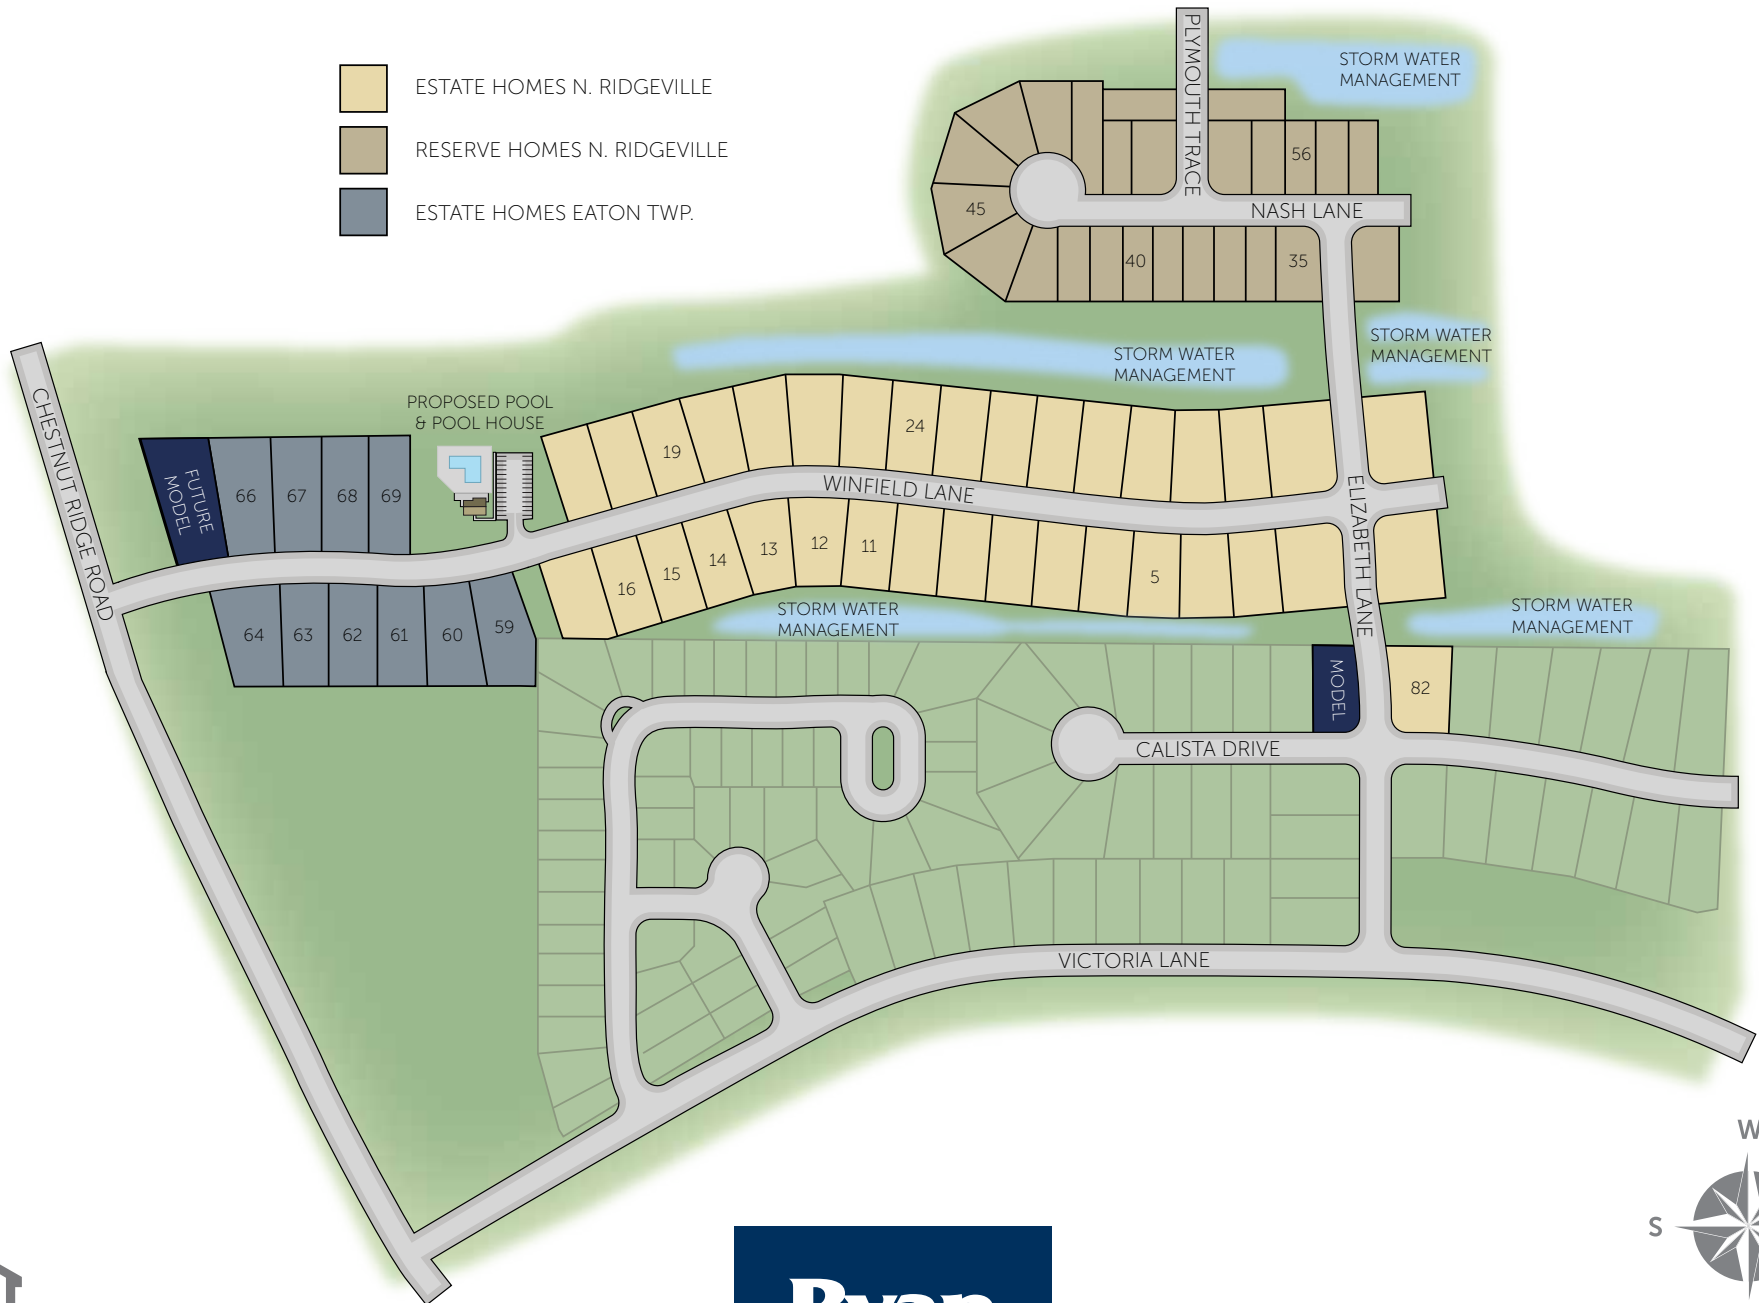 ESTATE HOMES N. RIDGEVILLE
RESERVE HOMES N. RIDGEVILLE
ESTATE HOMES EATON TWP.
PLYMOUTH TRACE
STORM WATER
MANAGEMENT
56
45
NASH LANE
40
35
STORM WATER
MANAGEMENT
STORM WATER
MANAGEMENT
CHESTNUT RIDGE ROAD
PROPOSED POOL
& POOL HOUSE
24
19
FUTURE
MODEL
66
67
68
69
WINFIELD LANE
ELIZABETH LANE
16
15
14
13
12
11
5
64
63
62
61
60
59
STORM WATER
MANAGEMENT
STORM WATER
MANAGEMENT
MODEL
82
CALISTA DRIVE
VICTORIA LANE
W
S
Ryan